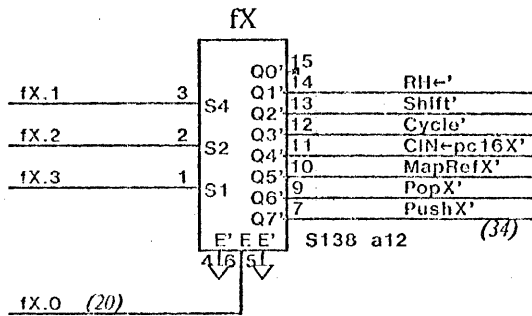 fX
15
Q0'
14 RH←'
Q1'
fX.1 3 S4 13 Shift'
Q2'
12 Cycle'
Q3'
fX.2 2 S2 11 CIN←pc16X'
Q4'
10 MapRefX'
Q5'
fX.3 1 S1 9 PopX'
Q6'
7 PushX'
Q7'
(34)
E' E E' S138 a12
4 6 5
fX.0 (20)